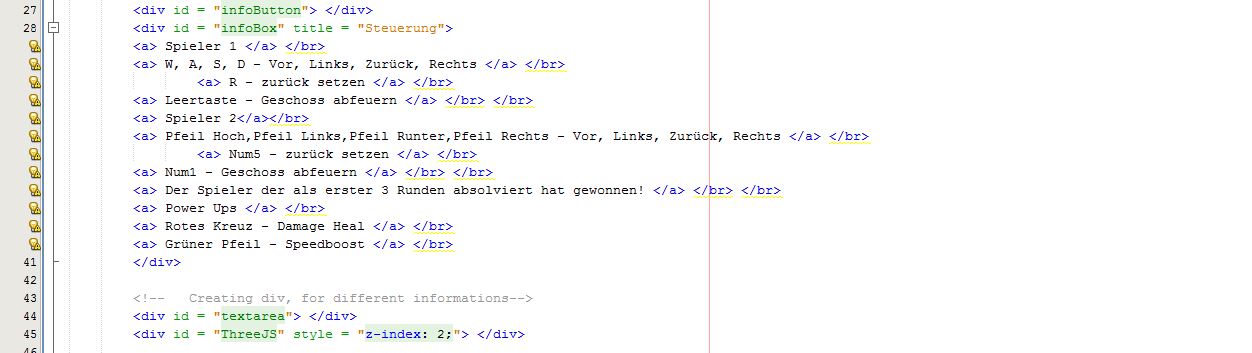 27 <div id = "infoButton"> </div>
28 <div id = "infoBox" title = "Steuerung">
<a> Spieler 1 </a> </br>
<a> W, A, S, D - Vor, Links, Zurück, Rechts </a> </br>
<a> R - zurück setzen </a> </br>
<a> Leertaste - Geschoss abfeuern </a> </br> </br>
<a> Spieler 2</a></br>
<a> Pfeil Hoch,Pfeil Links,Pfeil Runter,Pfeil Rechts - Vor, Links, Zurück, Rechts </a> </br>
<a> Num5 - zurück setzen </a> </br>
<a> Num1 - Geschoss abfeuern </a> </br> </br>
<a> Der Spieler der als erster 3 Runden absolviert hat gewonnen! </a> </br> </br>
<a> Power Ups </a> </br>
<a> Rotes Kreuz - Damage Heal </a> </br>
<a> Grüner Pfeil - Speedboost </a> </br>
41 </div>
42
43 <!-- Creating div, for different informations-->
44 <div id = "textarea"> </div>
45 <div id = "ThreeJS" style = "z-index: 2;"> </div>
46